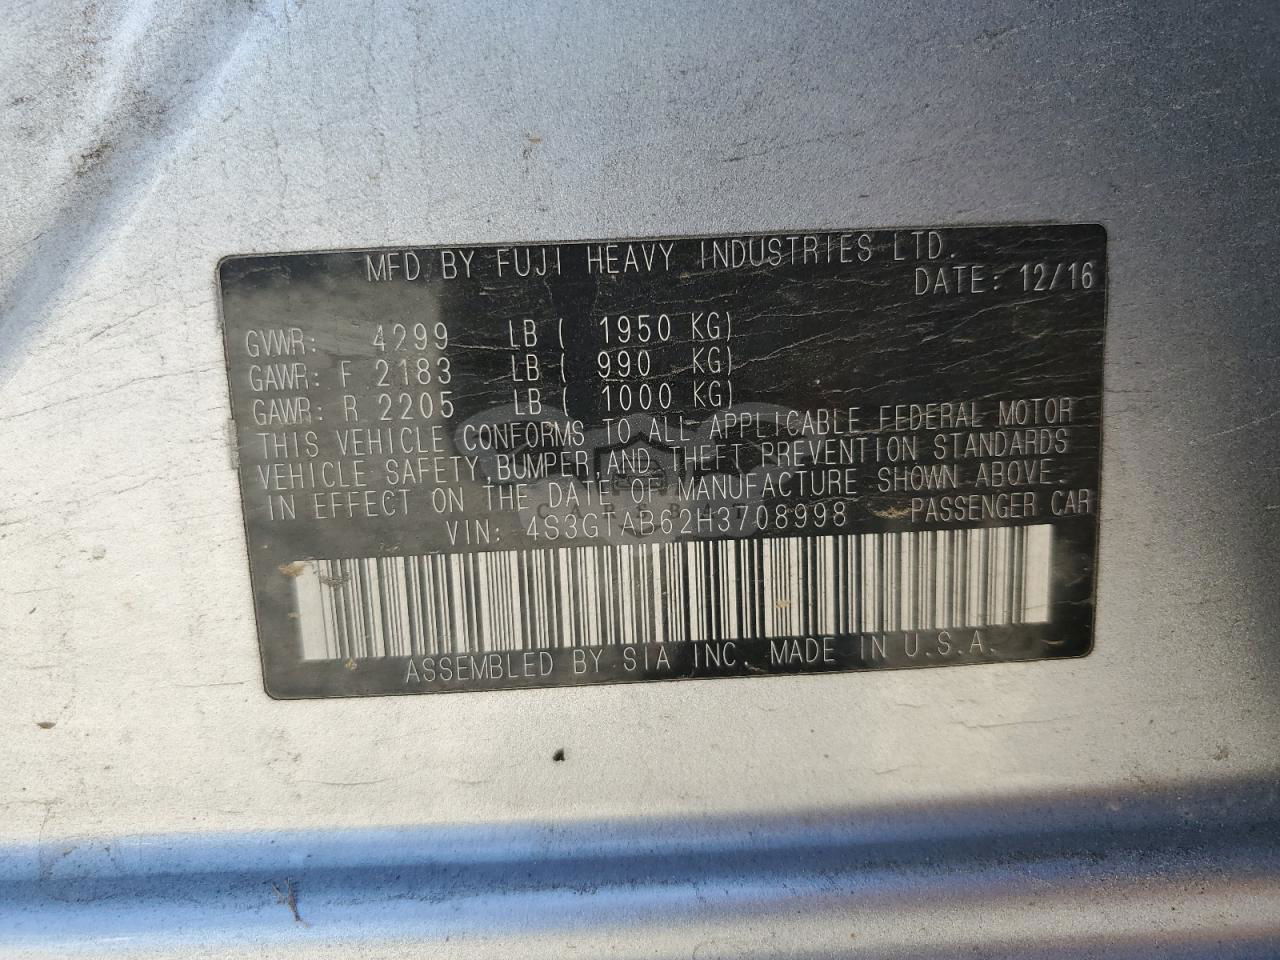 MFD BY FUJI HEAVY INDUSTRIES LTD.
DATE: 12/16
GVWR: 4299 LB ( 1950 KG)
GAWR: F 2183 LB ( 990 KG)
GAWR: R 2205 LB ( 1000 KG)
THIS VEHICLE CONFORMS TO ALL APPLICABLE FEDERAL MOTOR
VEHICLE SAFETY, BUMPER AND THEFT PREVENTION STANDARDS
IN EFFECT ON THE DATE OF MANUFACTURE SHOWN ABOVE.
VIN: 4S3GTAB62H3708998 PASSENGER CAR
CARSBAT
ASSEMBLED BY SIA INC. MADE IN U.S.A.